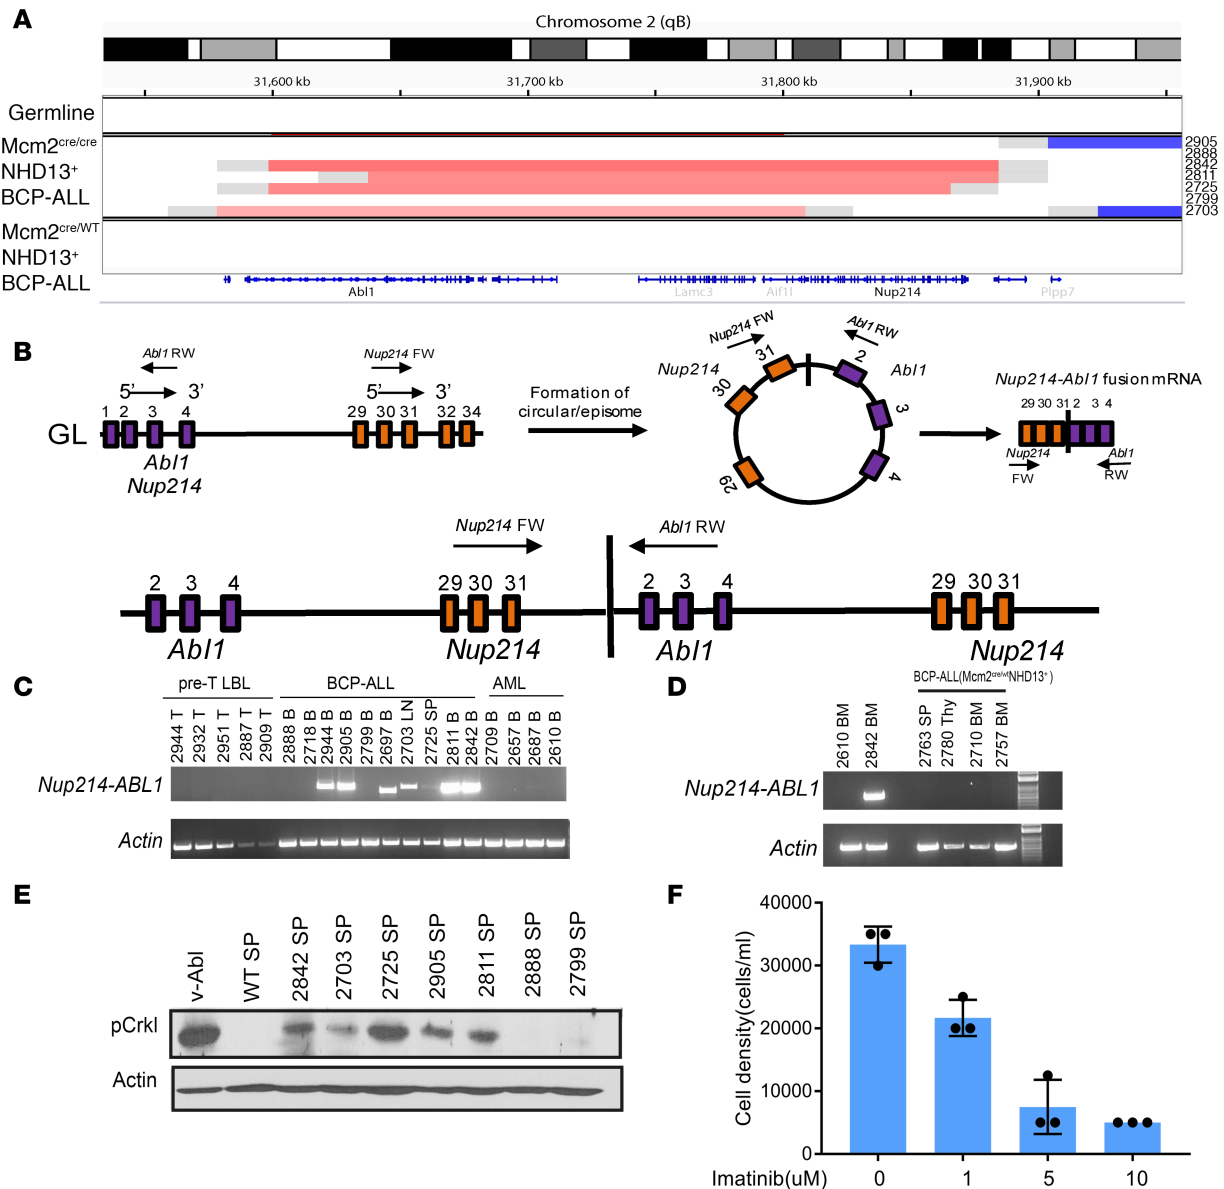 A
Chromosome 2 (qB)
31,600 kb 31,700 kb 31,800 kb 31,900 kb
Germline
Mcm2cre/cre
NHD13+
BCP-ALL
2905
2888
2842
2811
2725
2799
2703
Mcm2cre/WT
NHD13+
BCP-ALL
Abl1 Lamc3 Aif1l Nup214 Plpp7
B
Abl1 RW Nup214 FW
5' 3' 5' 3'
1 2 3 4 29 30 31 32 34
GL
Abl1
Nup214
Formation of
circular/episome
Nup214 FW Abl1 RW
Nup214 Abl1
29 30 31 2 3 4
Nup214-Abl1 fusion mRNA
29 30 31 2 3 4
Nup214 FW
Abl1 RW
Nup214 FW Abl1 RW
2 3 4 29 30 31 2 3 4 29 30 31
Abl1 Nup214 Abl1 Nup214
C
pre-T LBL BCP-ALL AML
2944 T 2932 T 2951 T 2887 T 2909 T 2888 B 2718 B 2944 B 2905 B 2799 B 2697 B 2703 LN 2725 SP 2811 B 2842 B 2709 B 2657 B 2687 B 2610 B
Nup214-ABL1
Actin
D
BCP-ALL(Mcm2cre/wtNHD13+)
2610 BM 2842 BM 2763 SP 2780 Thy 2710 BM 2757 BM
Nup214-ABL1
Actin
E
v-Abl WT SP 2842 SP 2703 SP 2725 SP 2905 SP 2811 SP 2888 SP 2799 SP
pCrkl
Actin
F
Cell density(cells/ml)
40000
30000
20000
10000
0
0 1 5 10
Imatinib(uM)